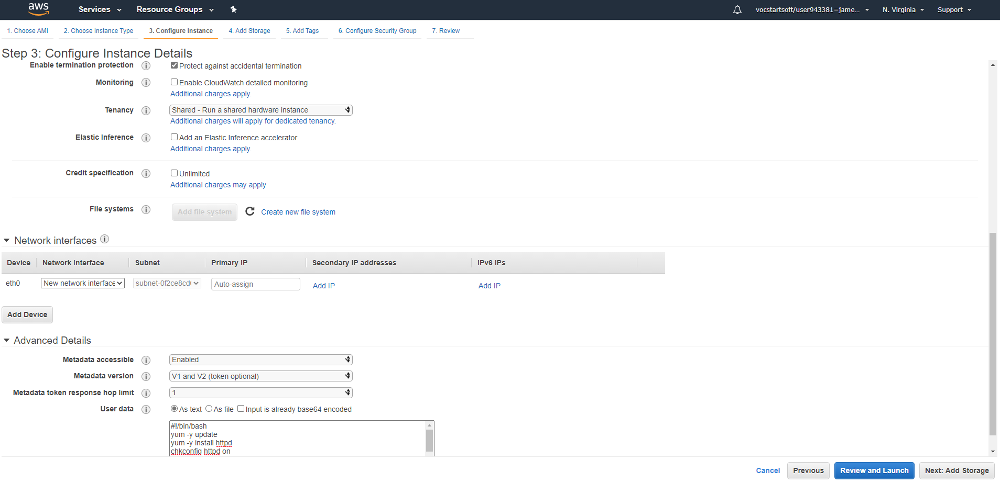 aws Services Resource Groups vocstartsoft/user943381=jame... N. Virginia Support
1. Choose AMI 2. Choose Instance Type 3. Configure Instance 4. Add Storage 5. Add Tags 6. Configure Security Group 7. Review
Step 3: Configure Instance Details
Enable termination protection i Protect against accidental termination
Monitoring i Enable CloudWatch detailed monitoring
Additional charges apply.
Tenancy i Shared - Run a shared hardware instance
Additional charges will apply for dedicated tenancy.
Elastic Inference i Add an Elastic Inference accelerator
Additional charges apply.
Credit specification i Unlimited
Additional charges may apply
File systems i Add file system Create new file system
Network interfaces i
Device Network Interface Subnet Primary IP Secondary IP addresses IPv6 IPs
eth0 New network interface subnet-0f2ce8cd Auto-assign Add IP Add IP
Add Device
Advanced Details
Metadata accessible i Enabled
Metadata version i V1 and V2 (token optional)
Metadata token response hop limit i 1
User data i As text As file Input is already base64 encoded
#!/bin/bash
yum -y update
yum -y install httpd
chkconfig httpd on
Cancel Previous Review and Launch Next: Add Storage